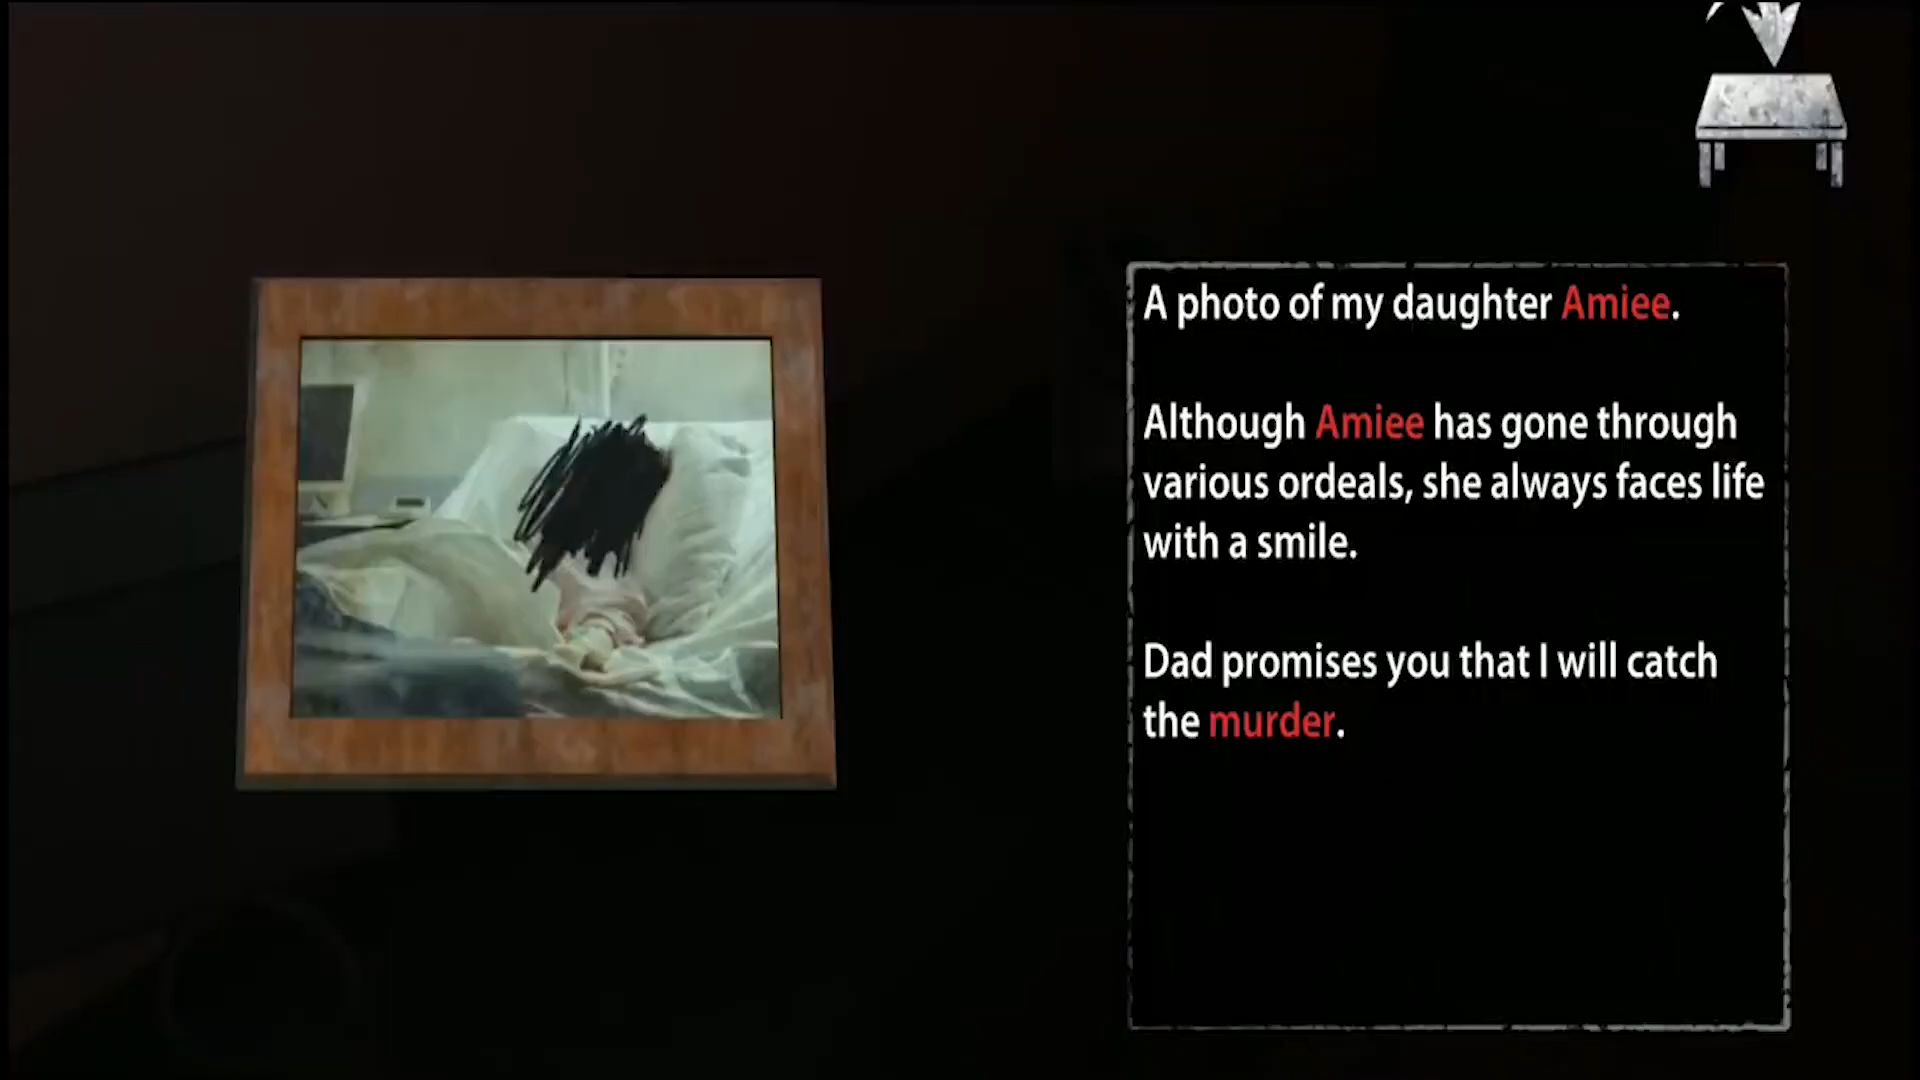 A photo of my daughter Amiee.
Although Amiee has gone through
various ordeals, she always faces life
with a smile.
Dad promises you that I will catch
the murder.